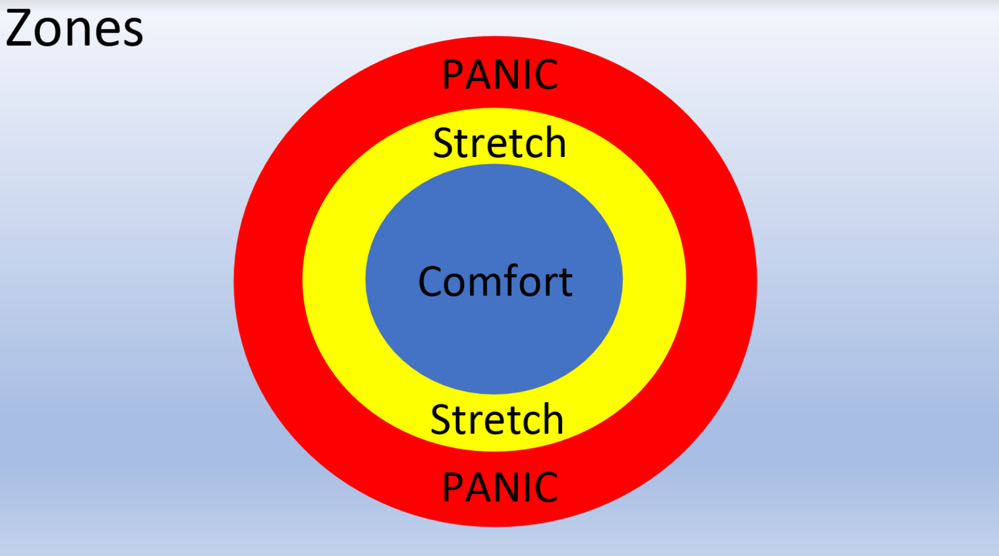 Zones
PANIC
Stretch
Comfort
Stretch
PANIC